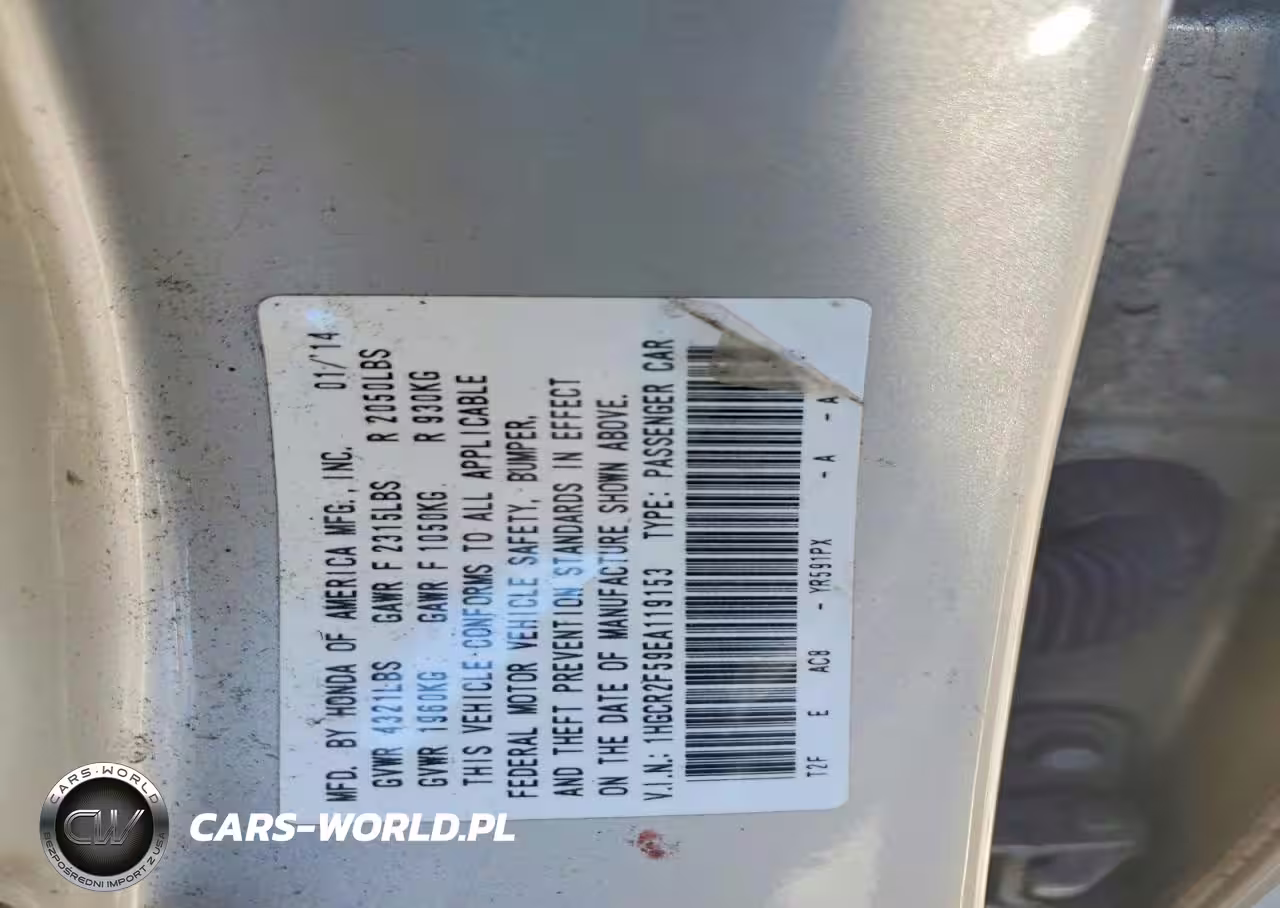 MFD. BY HONDA OF AMERICA MFG., INC. 01/'14
GVWR 4321LBS GAWR F 2315LBS R 2050LBS
GVWR 1960KG GAWR F 1050KG R 930KG
THIS VEHICLE CONFORMS TO ALL APPLICABLE
FEDERAL MOTOR VEHICLE SAFETY, BUMPER,
AND THEFT PREVENTION STANDARDS IN EFFECT
ON THE DATE OF MANUFACTURE SHOWN ABOVE.
V.I.N.: 1HGCR2F59EA119153 TYPE: PASSENGER CAR
T2F E AC8 - YR591PX - A - A
CARS-WORLD
CW
BEZPOŚREDNI IMPORT Z USA
CARS-WORLD.PL